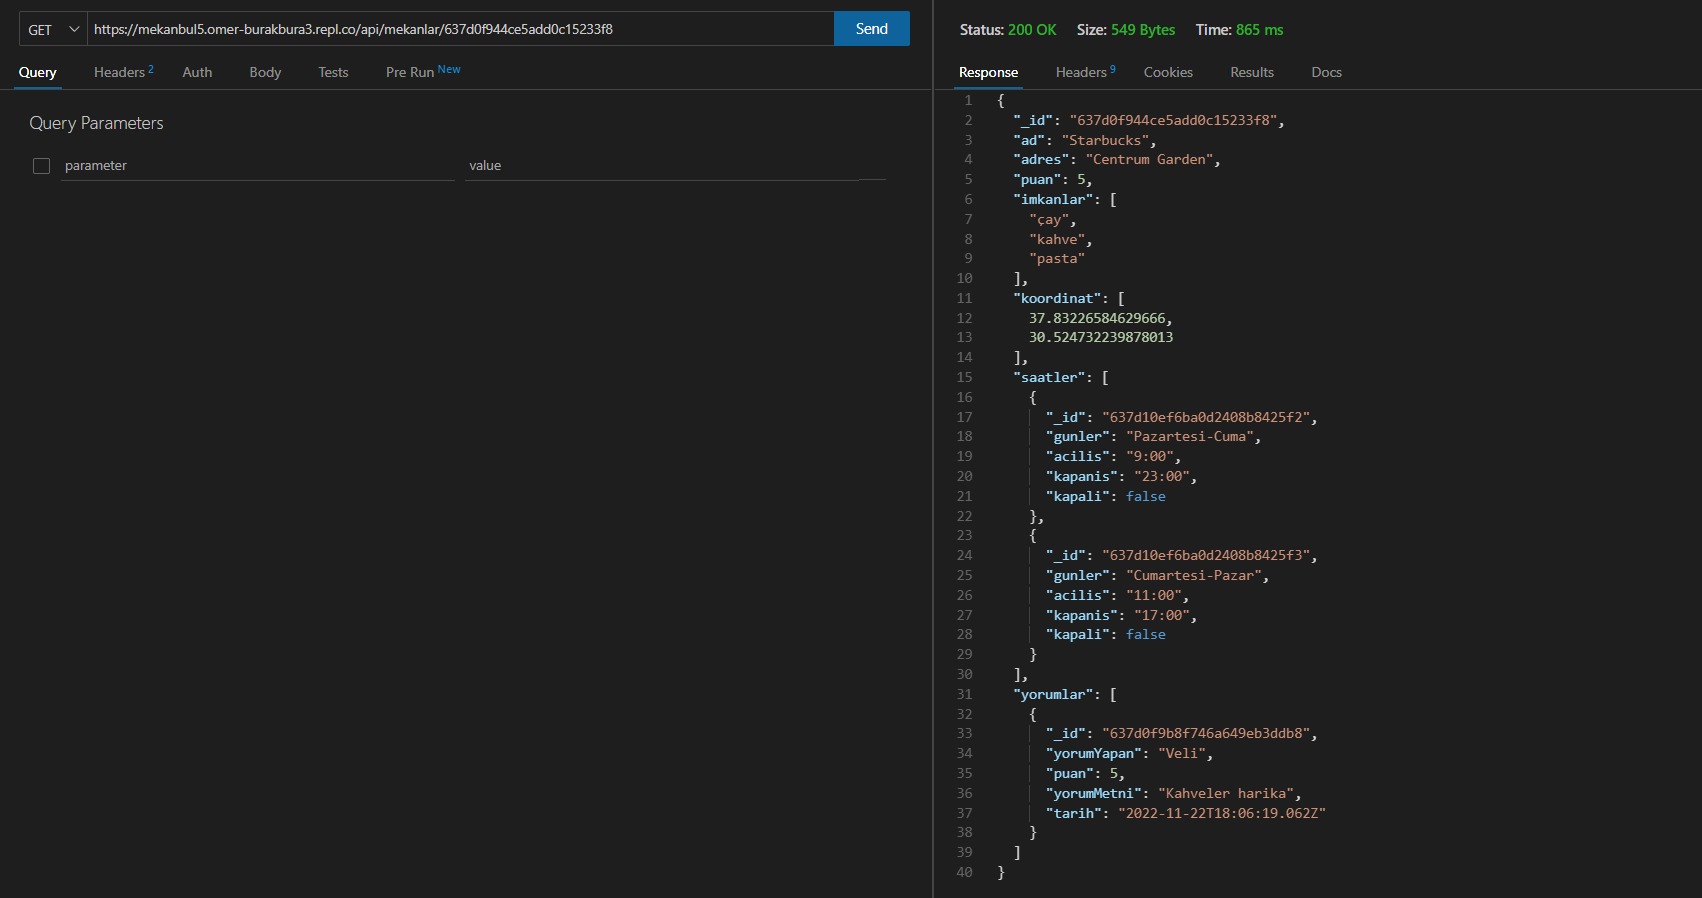 GET https://mekanbul5.omer-burakbura3.repl.co/api/mekanlar/637d0f944ce5add0c15233f8 Send
Query Headers 2 Auth Body Tests Pre Run New
Query Parameters
parameter value
Status: 200 OK Size: 549 Bytes Time: 865 ms
Response Headers 9 Cookies Results Docs
1 {
2 "_id": "637d0f944ce5add0c15233f8",
3 "ad": "Starbucks",
4 "adres": "Centrum Garden",
5 "puan": 5,
6 "imkanlar": [
7 "çay",
8 "kahve",
9 "pasta"
10 ],
11 "koordinat": [
12 37.83226584629666,
13 30.524732239878013
14 ],
15 "saatler": [
16 {
17 "_id": "637d10ef6ba0d2408b8425f2",
18 "gunler": "Pazartesi-Cuma",
19 "acilis": "9:00",
20 "kapanis": "23:00",
21 "kapali": false
22 },
23 {
24 "_id": "637d10ef6ba0d2408b8425f3",
25 "gunler": "Cumartesi-Pazar",
26 "acilis": "11:00",
27 "kapanis": "17:00",
28 "kapali": false
29 }
30 ],
31 "yorumlar": [
32 {
33 "_id": "637d0f9b8f746a649eb3ddb8",
34 "yorumYapan": "Veli",
35 "puan": 5,
36 "yorumMetni": "Kahveler harika",
37 "tarih": "2022-11-22T18:06:19.062Z"
38 }
39 ]
40 }